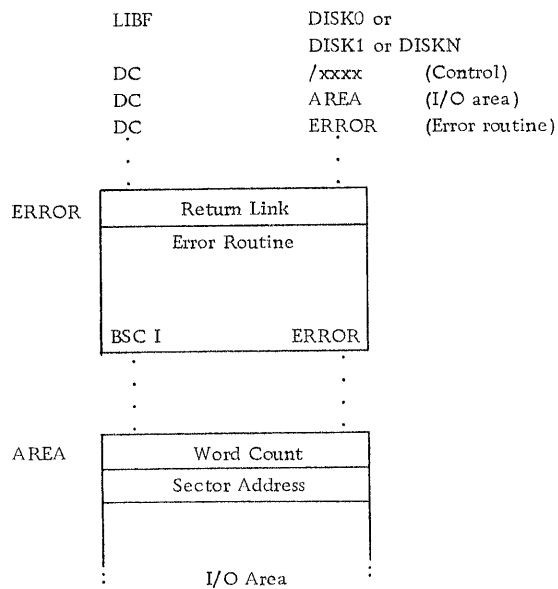 LIBF DISK0 or
DISK1 or DISKN
DC /xxxx (Control)
DC AREA (I/O area)
DC ERROR (Error routine)
ERROR Return Link
Error Routine
BSC I ERROR
AREA Word Count
Sector Address
I/O Area